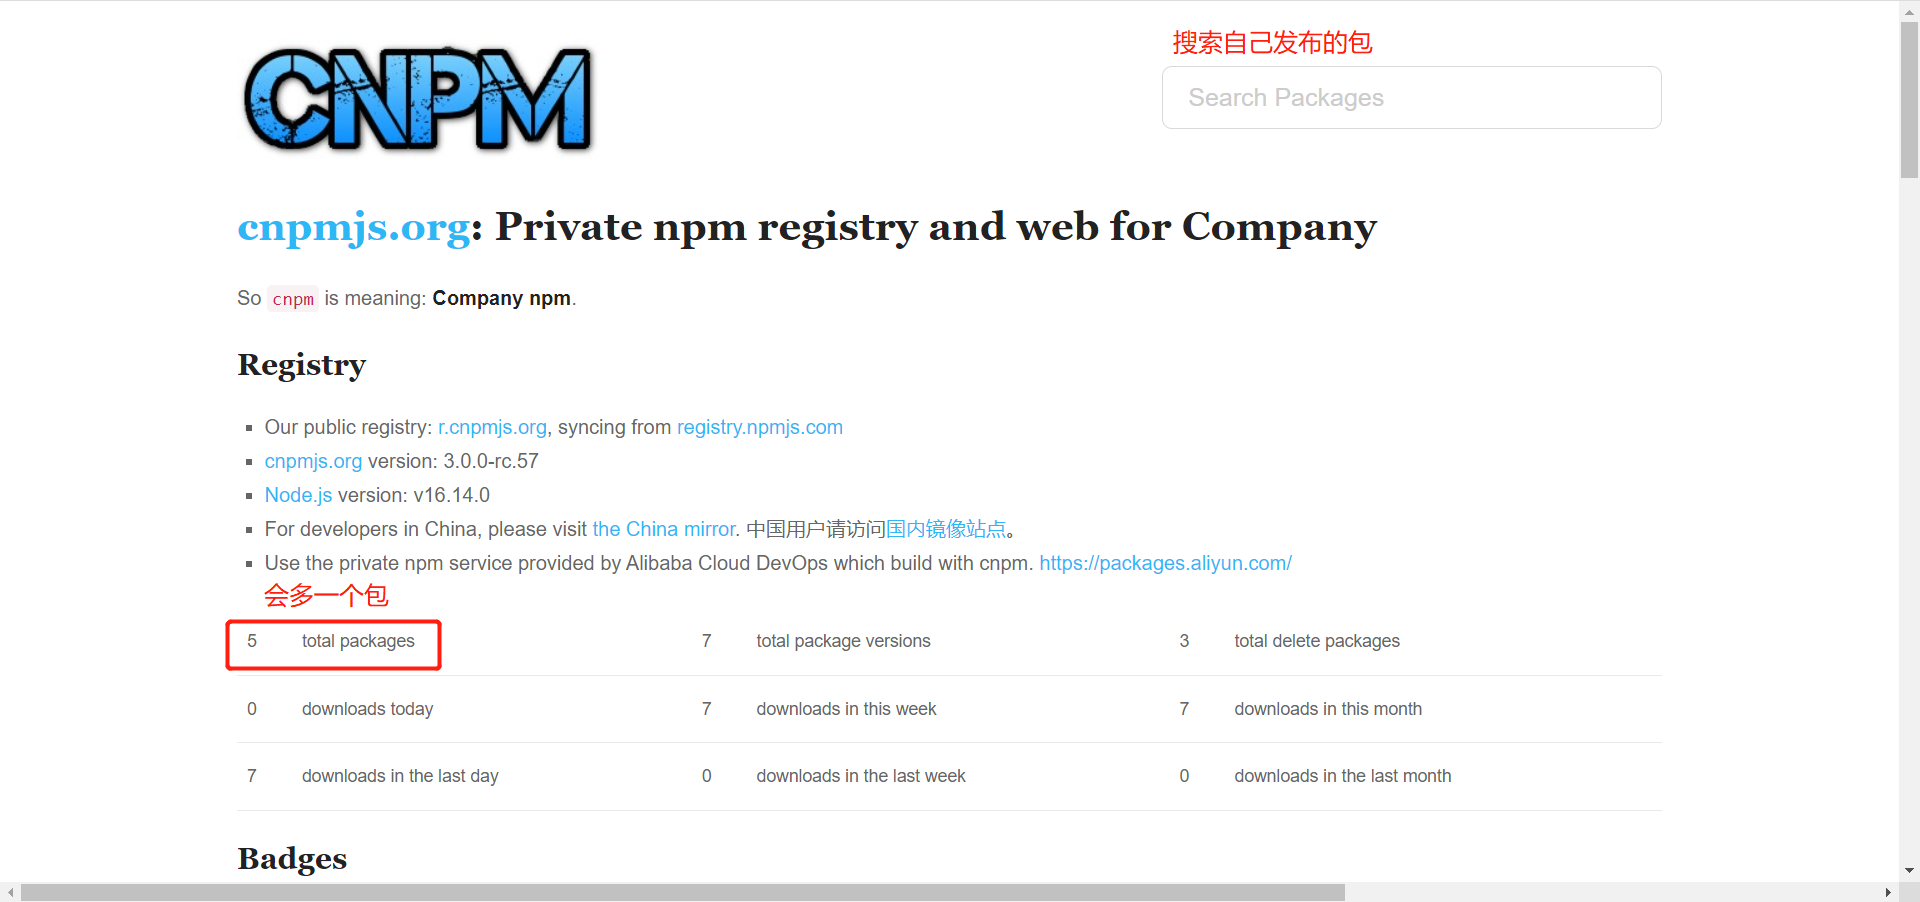 CNPM
搜索自己发布的包
Search Packages
cnpmjs.org: Private npm registry and web for Company
So cnpm is meaning: Company npm.
Registry
Our public registry: r.cnpmjs.org, syncing from registry.npmjs.com
cnpmjs.org version: 3.0.0-rc.57
Node.js version: v16.14.0
For developers in China, please visit the China mirror. 中国用户请访问国内镜像站点。
Use the private npm service provided by Alibaba Cloud DevOps which build with cnpm. https://packages.aliyun.com/
会多一个包
5 total packages 7 total package versions 3 total delete packages
0 downloads today 7 downloads in this week 7 downloads in this month
7 downloads in the last day 0 downloads in the last week 0 downloads in the last month
Badges